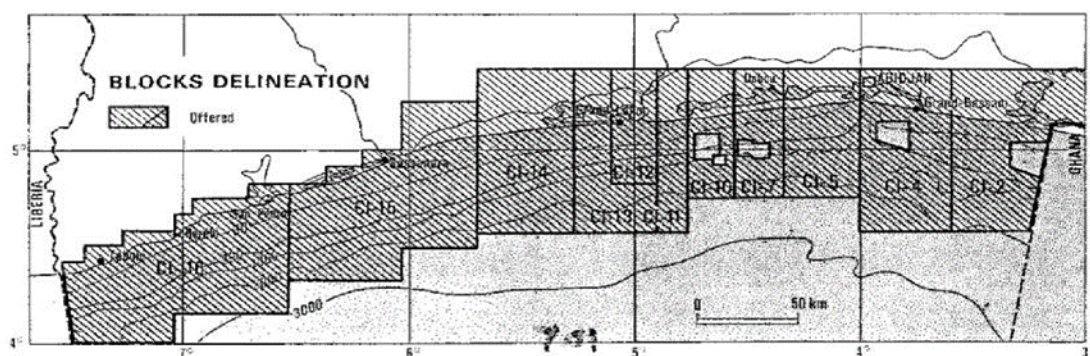 BLOCKS DELINEATION
Offered
LIBERIA
GHANA
ABIDJAN
Grand-Bassam
CI-16
CI-15
CI-14
CI-13
CI-12
CI-11
CI-10
CI-7
CI-5
CI-4
CI-2
3000
0 50 km
5°
4°
7° 6° 5° 4° 3